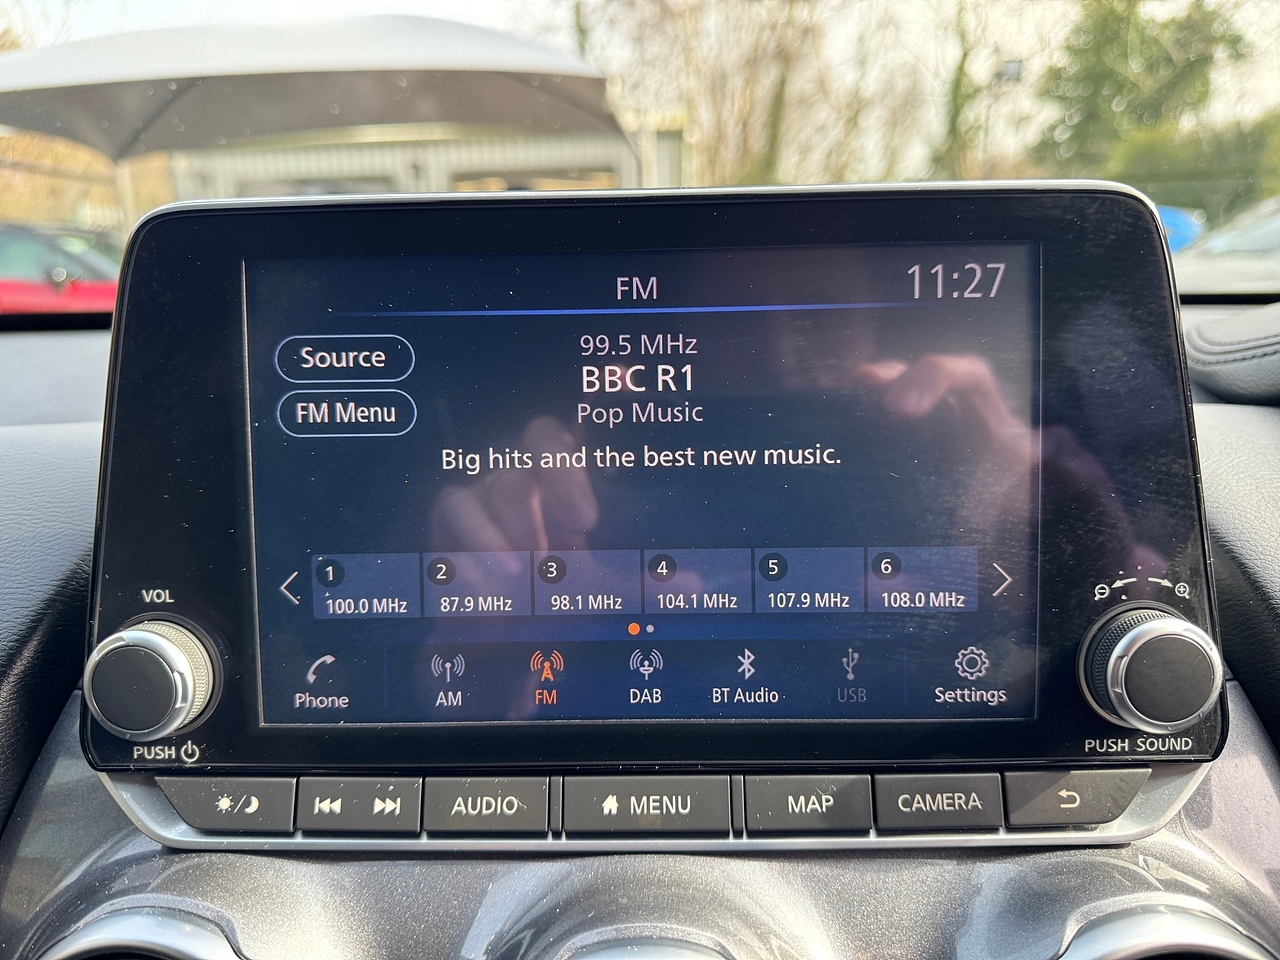 FM
11:27
Source
FM Menu
99.5 MHz
BBC R1
Pop Music
Big hits and the best new music.
1
100.0 MHz
2
87.9 MHz
3
98.1 MHz
4
104.1 MHz
5
107.9 MHz
6
108.0 MHz
Phone
AM
FM
DAB
BT Audio
USB
Settings
VOL
PUSH
PUSH SOUND
AUDIO
MENU
MAP
CAMERA